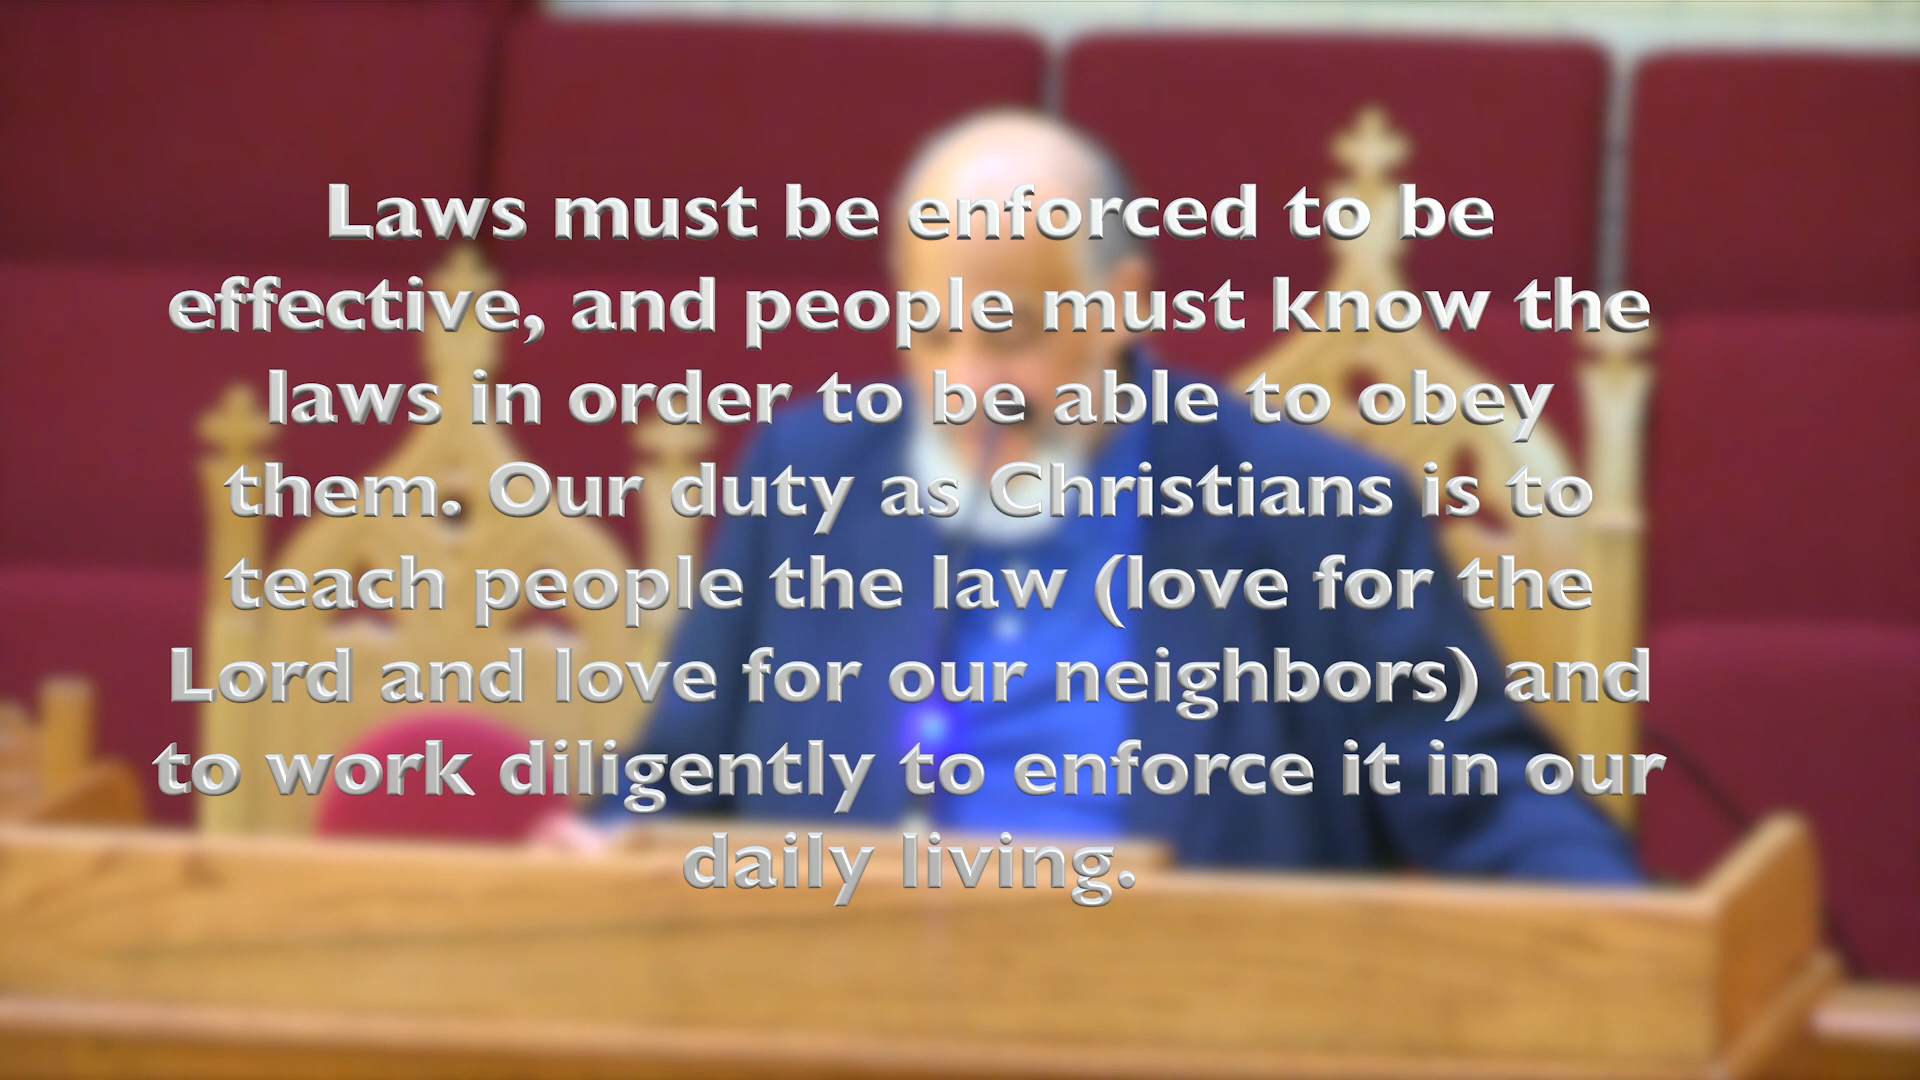 Laws must be enforced to be
effective, and people must know the
laws in order to be able to obey
them. Our duty as Christians is to
teach people the law (love for the
Lord and love for our neighbors) and
to work diligently to enforce it in our
daily living.